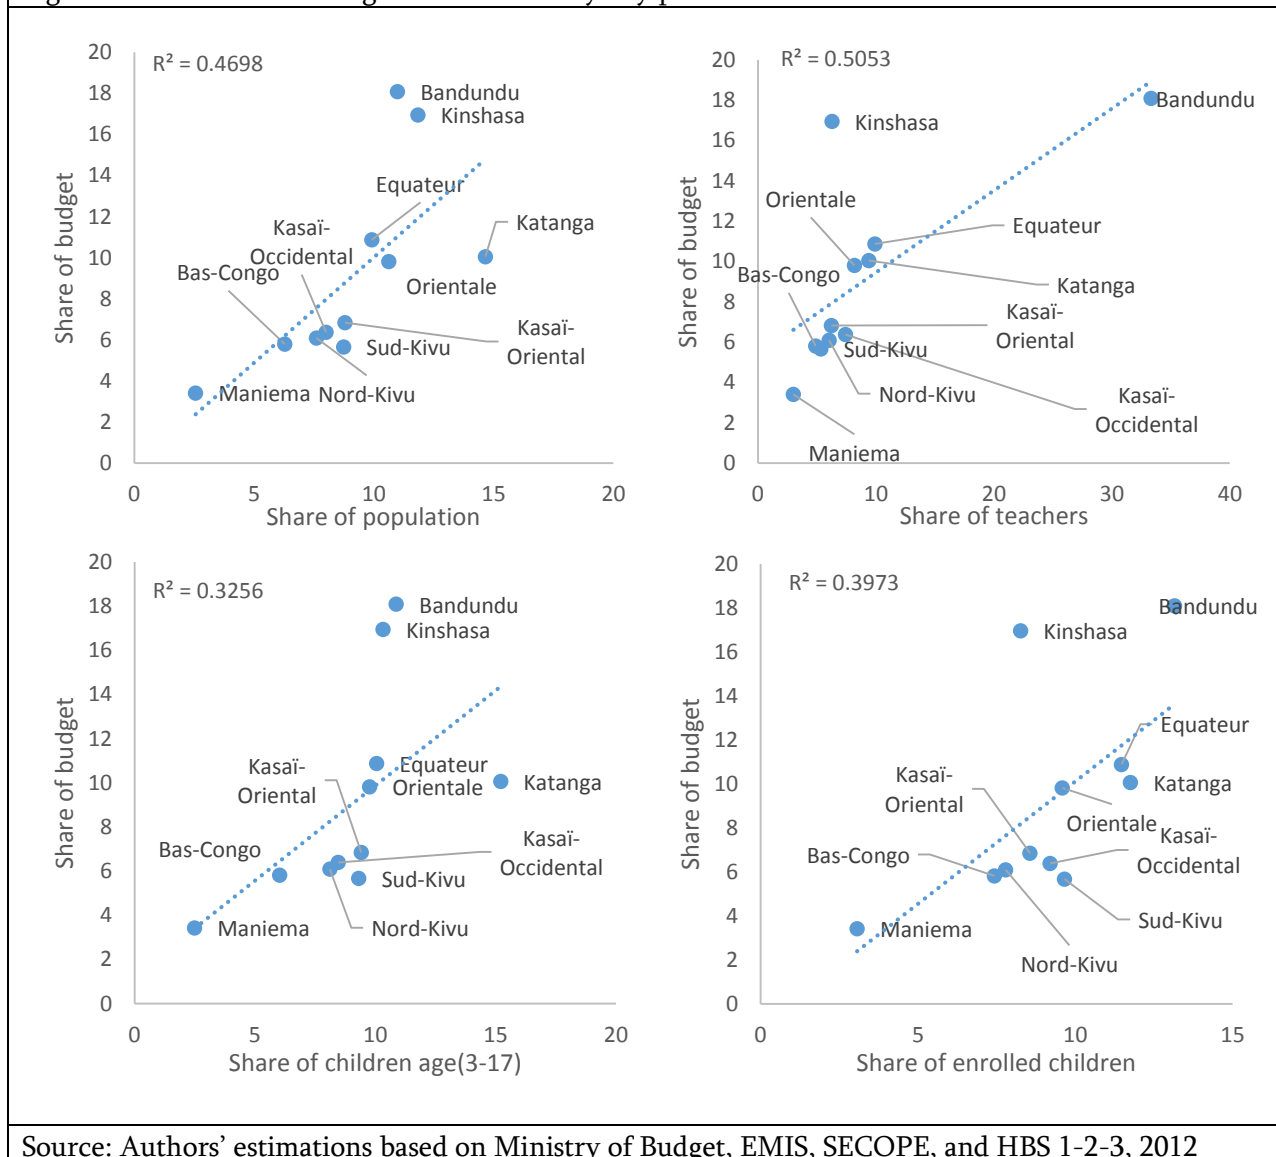 R² = 0.4698
20
18
16
14
12
10
8
6
4
2
0
Share of budget
Bandundu
Kinshasa
Equateur
Katanga
Kasaï-
Occidental
Bas-Congo
Orientale
Kasaï-
Oriental
Sud-Kivu
Maniema
Nord-Kivu
0 5 10 15 20
Share of population
R² = 0.5053
20
18
16
14
12
10
8
6
4
2
0
Share of budget
Bandundu
Kinshasa
Orientale
Equateur
Bas-Congo
Katanga
Kasaï-
Oriental
Sud-Kivu
Nord-Kivu
Kasaï-
Occidental
Maniema
0 10 20 30 40
Share of teachers
R² = 0.3256
20
18
16
14
12
10
8
6
4
2
0
Share of budget
Bandundu
Kinshasa
Kasaï-
Oriental
Equateur
Orientale
Katanga
Bas-Congo
Kasaï-
Occidental
Sud-Kivu
Maniema
Nord-Kivu
0 5 10 15 20
Share of children age(3-17)
R² = 0.3973
20
18
16
14
12
10
8
6
4
2
0
Share of budget
Bandundu
Kinshasa
Equateur
Kasaï-
Oriental
Katanga
Orientale
Kasaï-
Occidental
Bas-Congo
Sud-Kivu
Maniema
Nord-Kivu
0 5 10 15
Share of enrolled children
Source: Authors' estimations based on Ministry of Budget, EMIS, SECOPE, and HBS 1-2-3, 2012